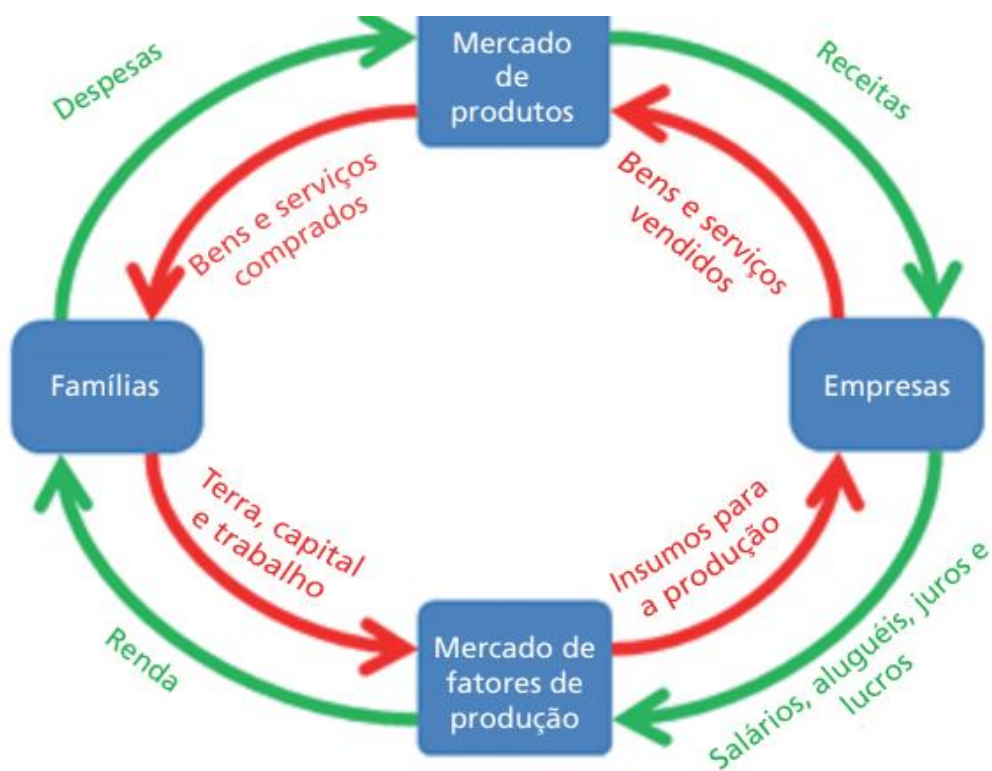 Mercado
de
produtos
Despesas
Receitas
Bens e serviços
comprados
Bens e serviços
vendidos
Famílias
Empresas
Terra, capital
e trabalho
Insumos para
a produção
Renda
Mercado de
fatores de
produção
Salários, aluguéis, juros e
lucros